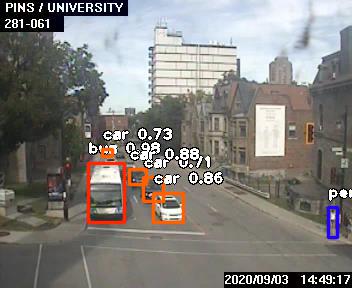 PINS / UNIVERSITY
281-061
car 0.73
bus 0.98
car 0.88
car 0.71
car 0.86
per
2020/09/03 14:49:17